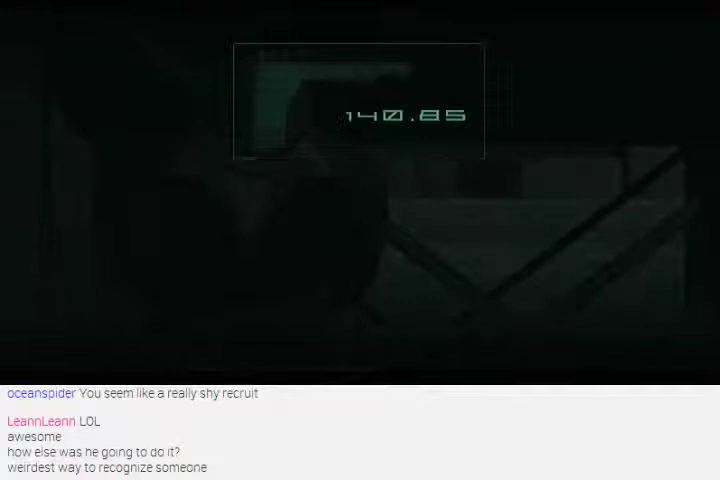 140.85
oceanspider You seem like a really shy recruit
LeannLeann LOL
awesome
how else was he going to do it?
weirdest way to recognize someone